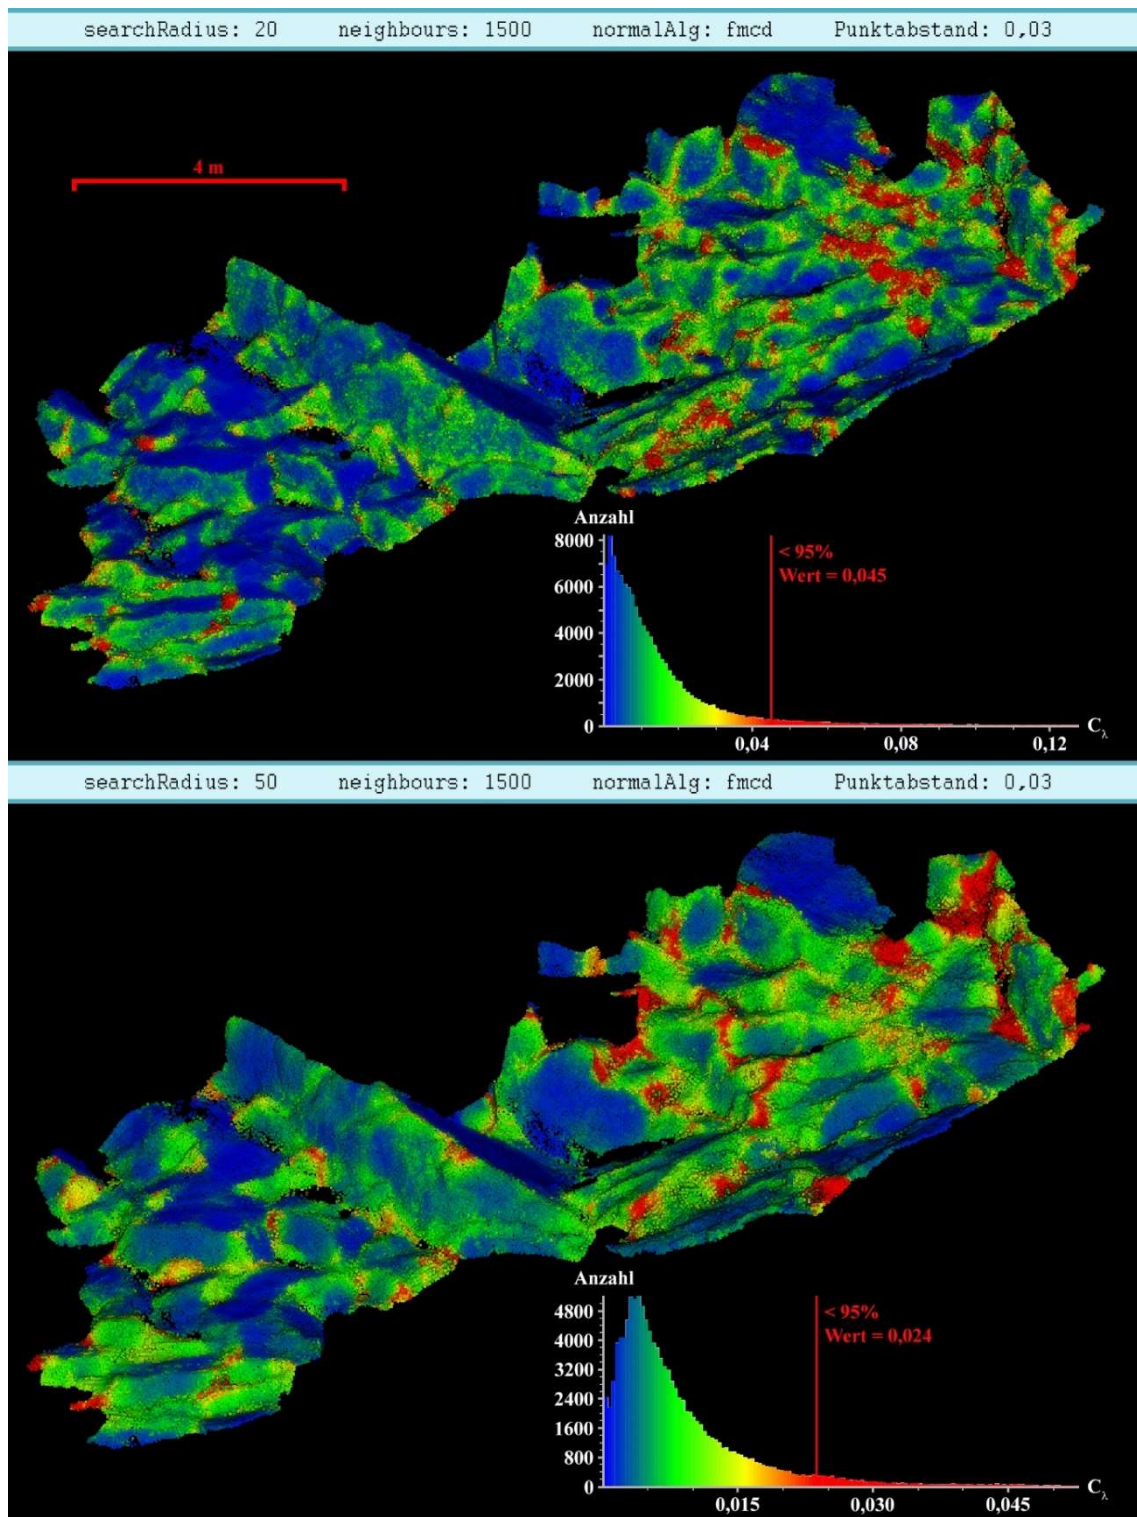 searchRadius: 20 neighbours: 1500 normalAlg: fmcd Punktabstand: 0,03
4 m
Anzahl
8000
6000
4000
2000
0
< 95%
Wert = 0,045
0,04 0,08 0,12
Cλ
searchRadius: 50 neighbours: 1500 normalAlg: fmcd Punktabstand: 0,03
Anzahl
4800
4000
3200
2400
1600
800
0
< 95%
Wert = 0,024
0,015 0,030 0,045
Cλ